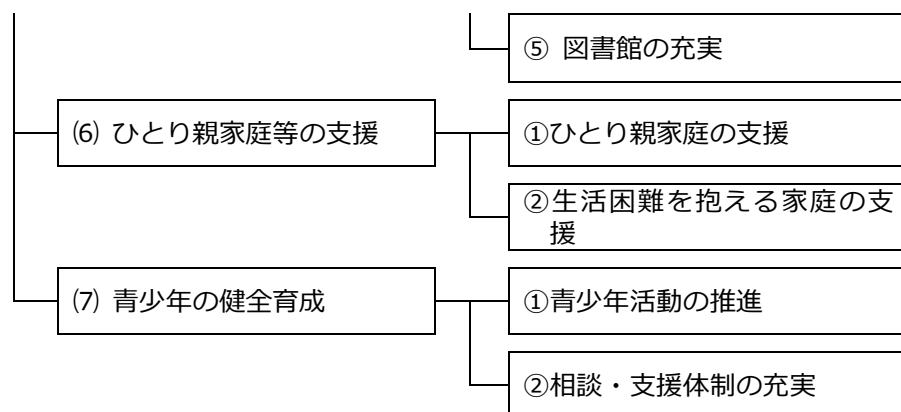 ⑤ 図書館の充実
⑹ ひとり親家庭等の支援
①ひとり親家庭の支援
②生活困難を抱える家庭の支
援
⑺ 青少年の健全育成
①青少年活動の推進
②相談・支援体制の充実